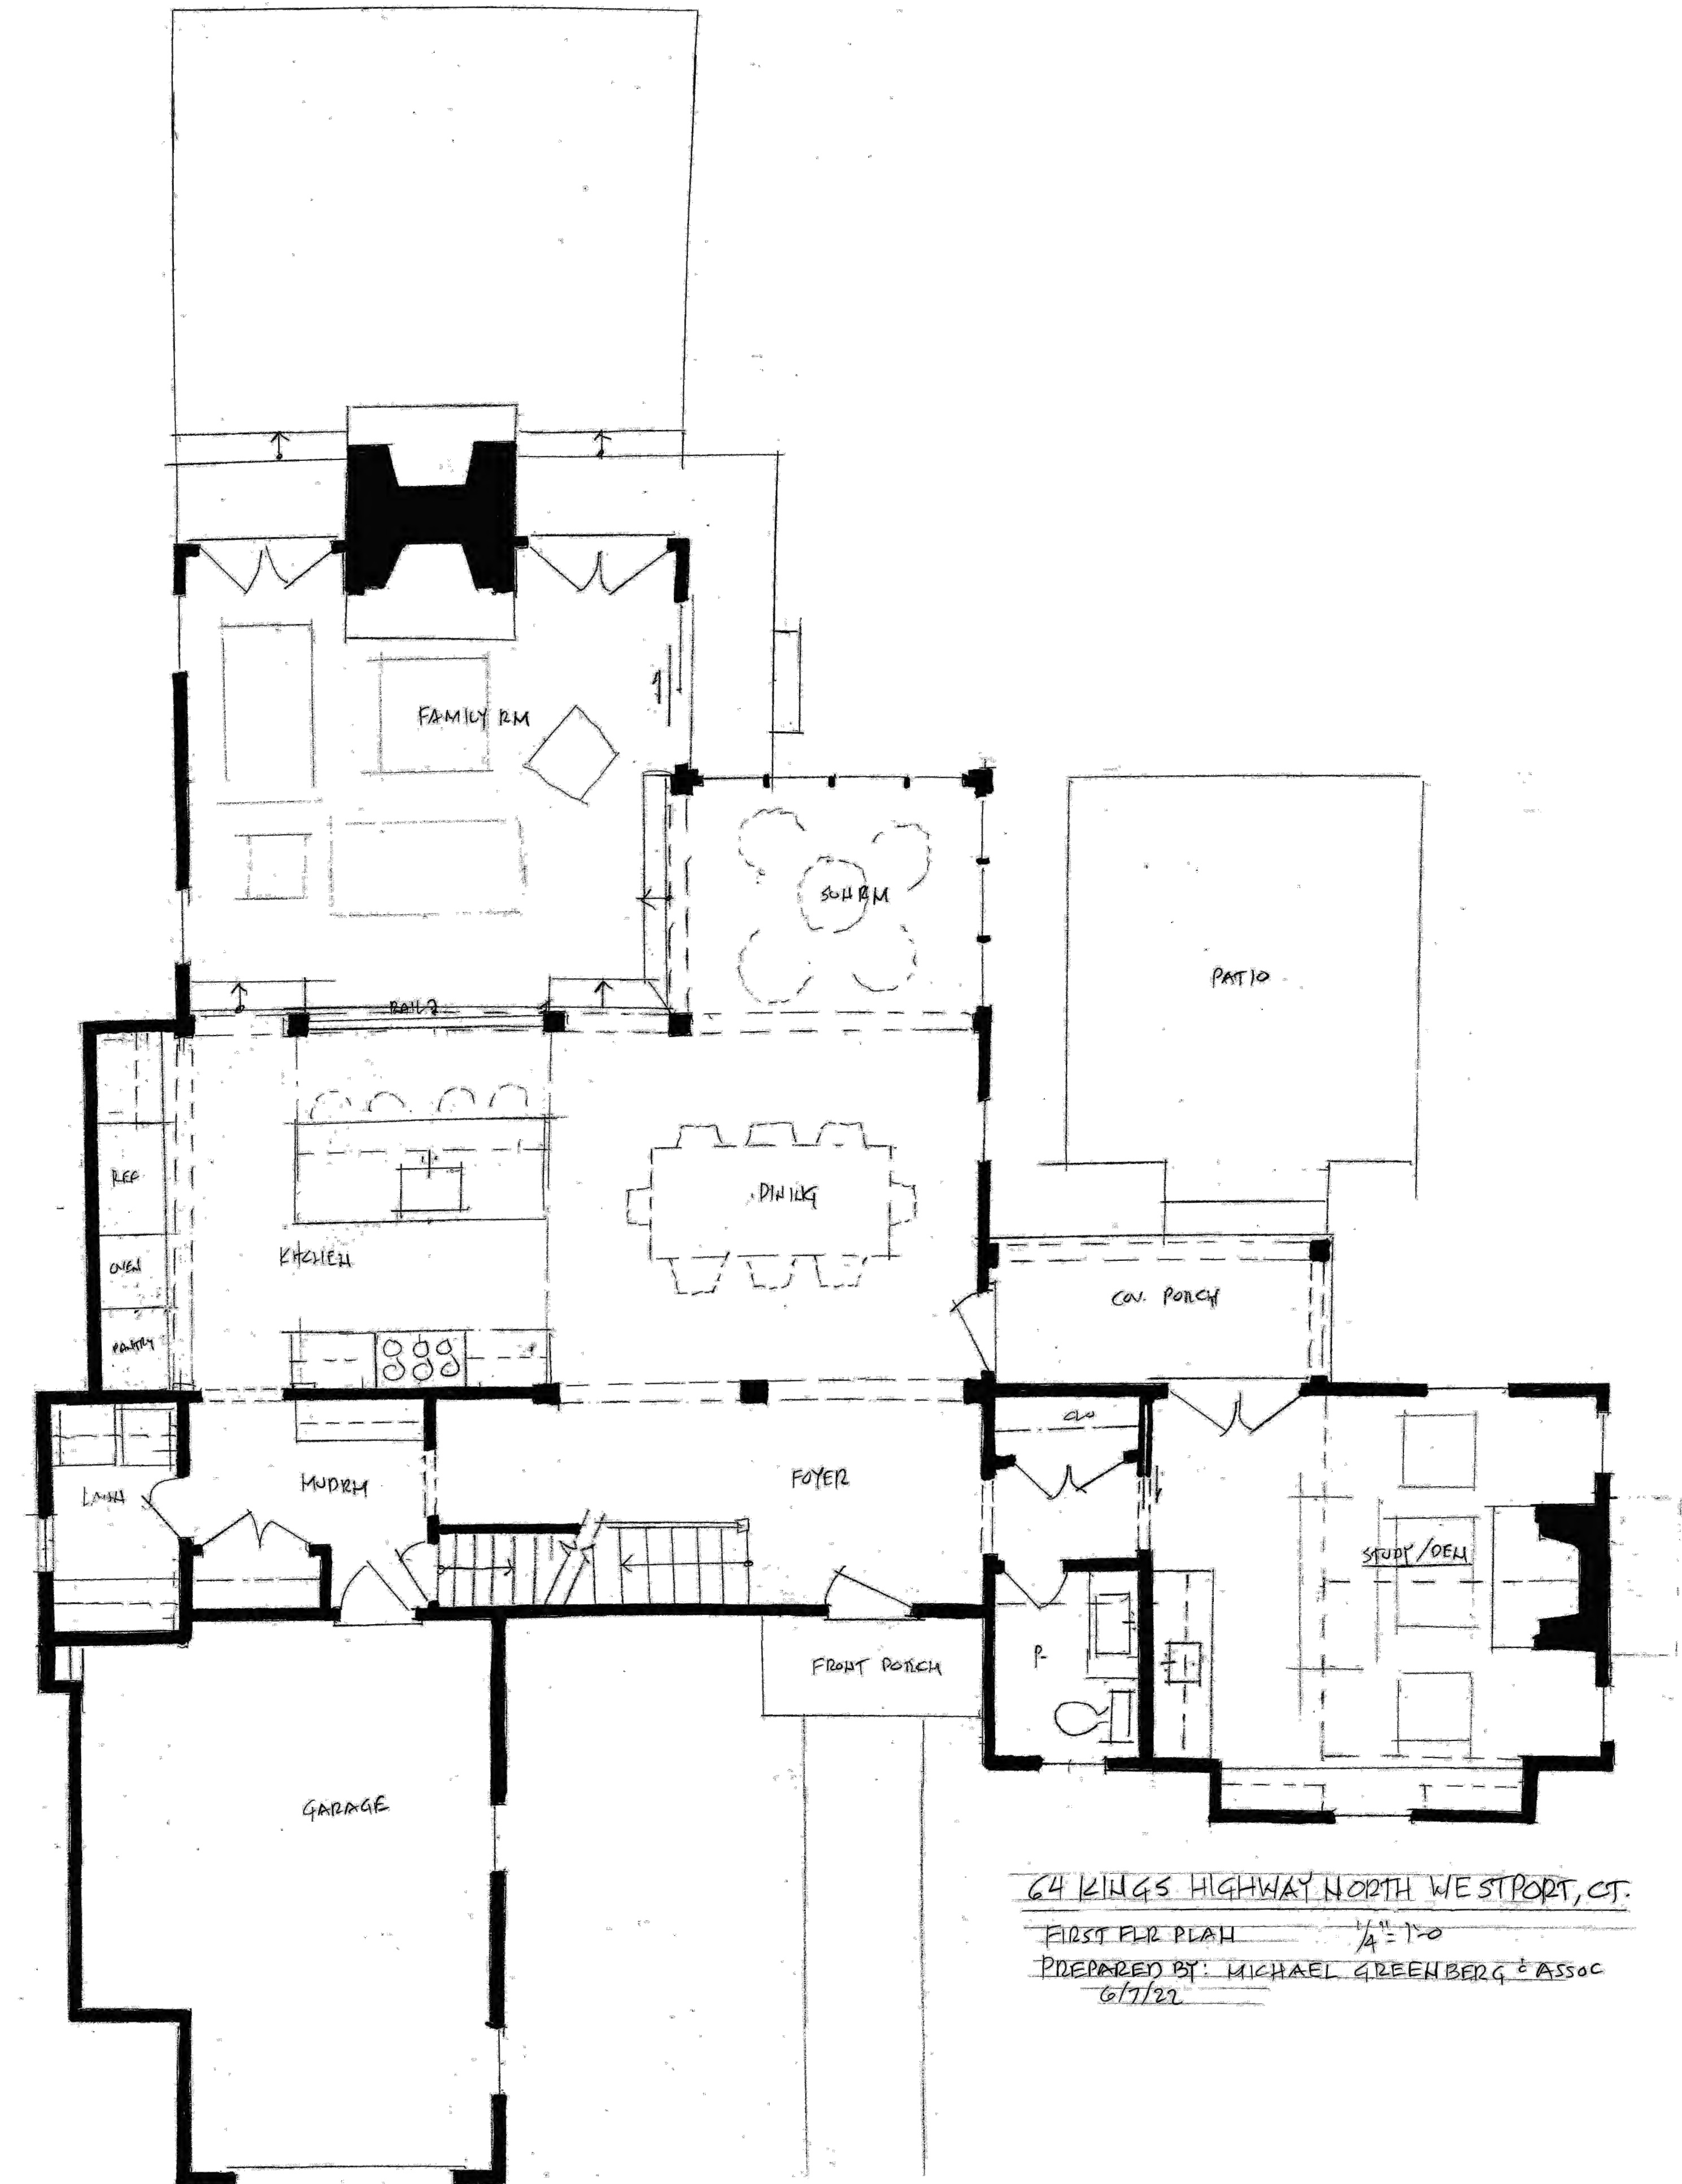 FAMILY RM
SUNRM
PATIO
RAIL?
REF
DINING
OVEN
KITCHEN
COV. PORCH
PANTRY
CLO
MUDRM
FOYER
STUDY/DEN
P-
FRONT PORCH
GARAGE
64 KINGS HIGHWAY NORTH WESTPORT, CT.
FIRST FLR PLAN 1/4" = 1'-0
PREPARED BY: MICHAEL GREENBERG & ASSOC
6/7/22